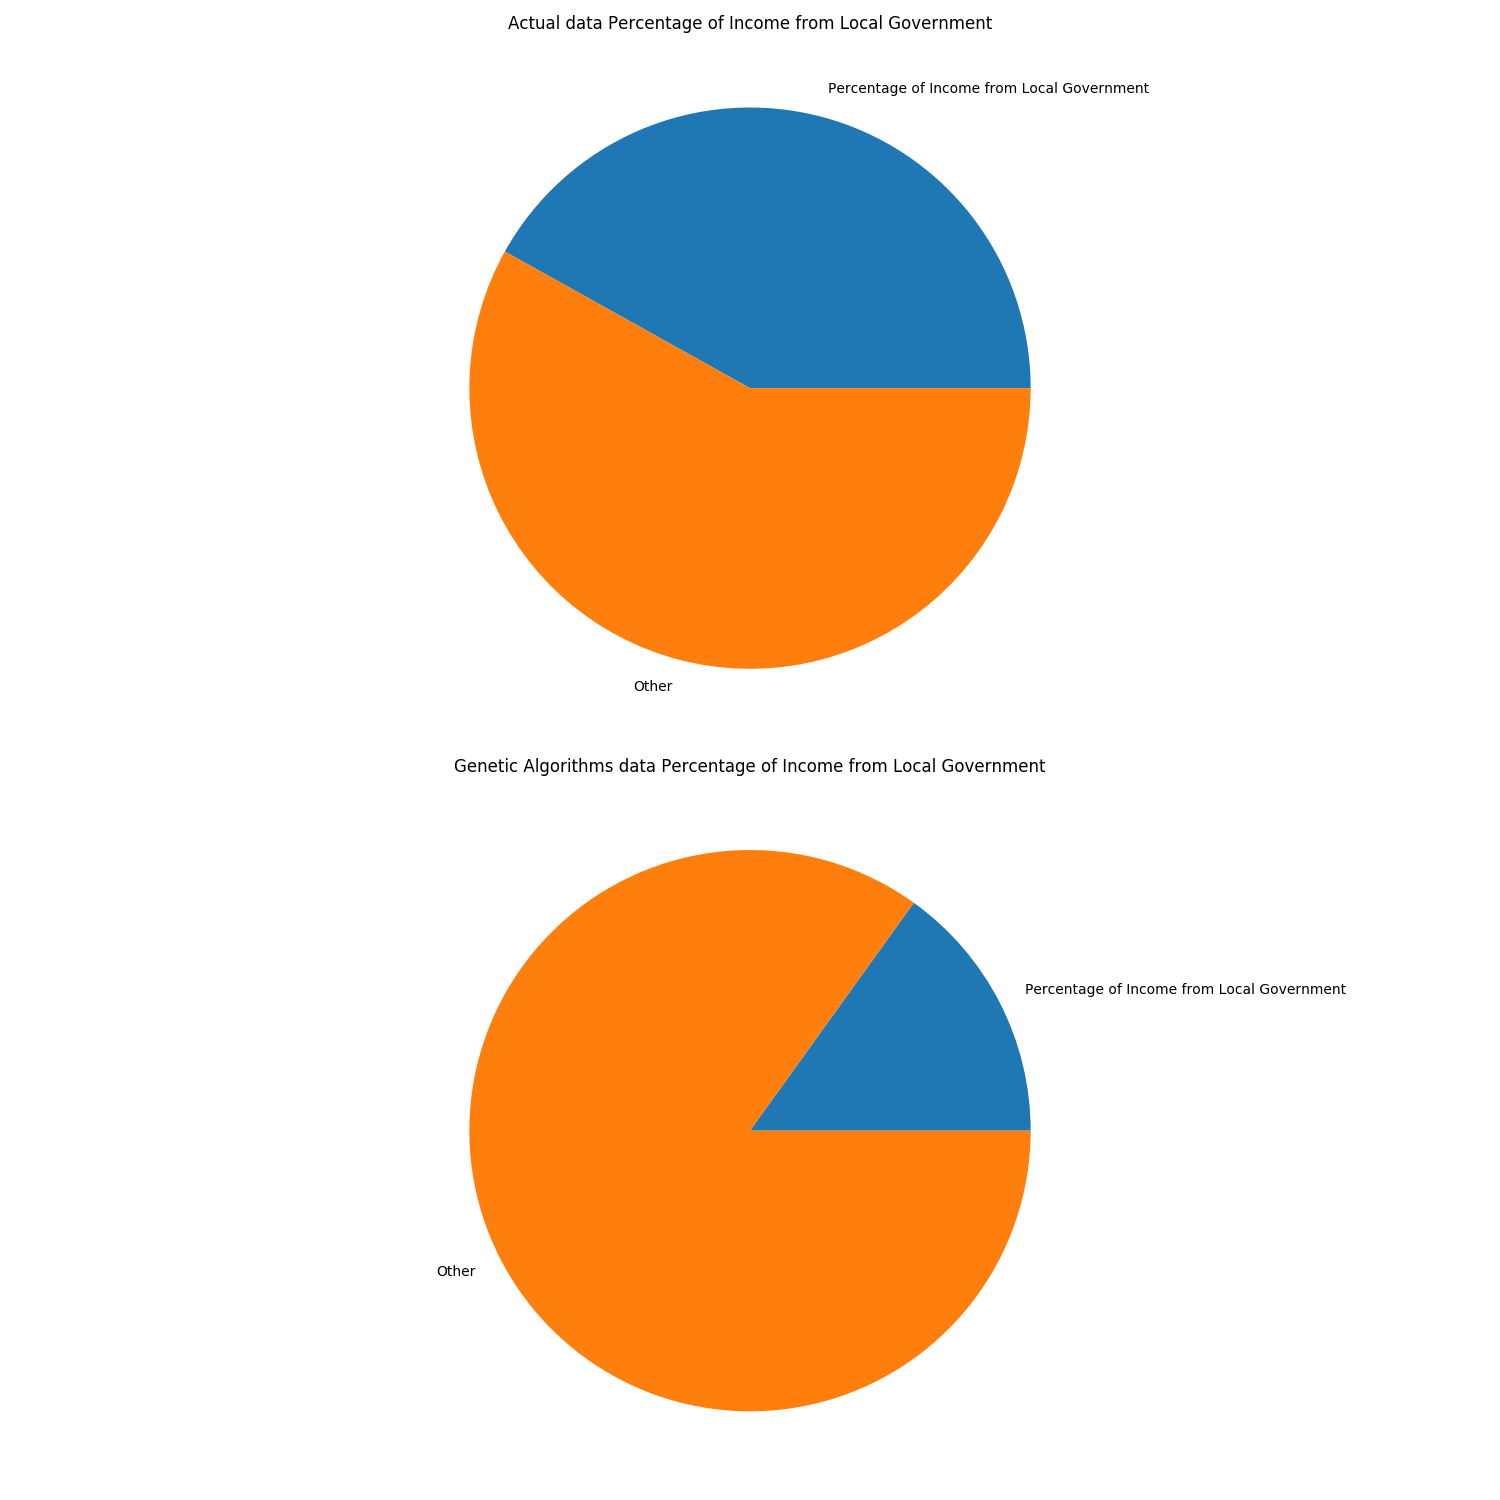 Actual data Percentage of Income from Local Government
Percentage of Income from Local Government
Other
Genetic Algorithms data Percentage of Income from Local Government
Percentage of Income from Local Government
Other